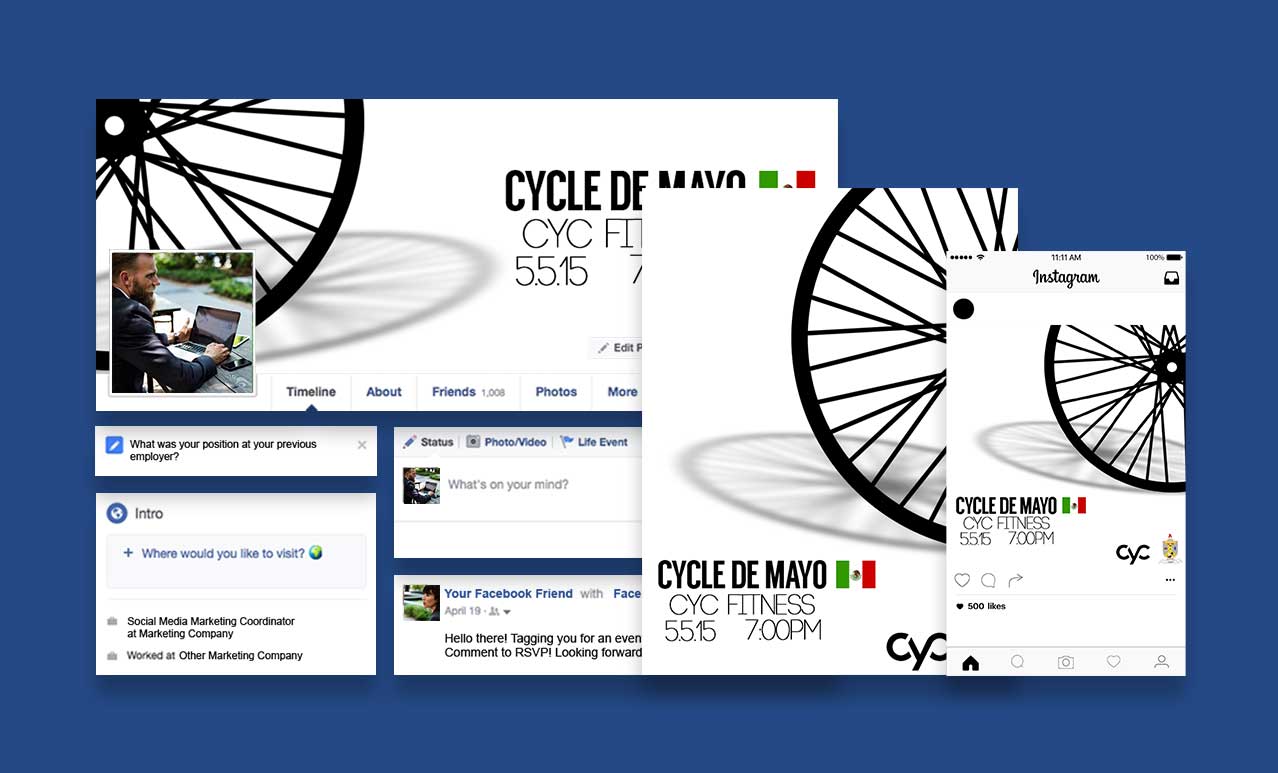 CYCLE DE MAYO
CYC FIT
5.5.15 7
Edit P
Timeline
About
Friends 1,008
Photos
More
What was your position at your previous
employer?
Intro
+ Where would you like to visit?
Social Media Marketing Coordinator
at Marketing Company
Worked at Other Marketing Company
Status
Photo/Video
Life Event
What's on your mind?
Your Facebook Friend with Face
April 19
Hello there! Tagging you for an even
Comment to RSVP! Looking forward
CYCLE DE MAYO
CYC FITNESS
5.5.15 7:00PM
cyc
11:11 AM
100%
Instagram
CYCLE DE MAYO
CYC FITNESS
5.5.15 7:00PM
cyc
500 likes